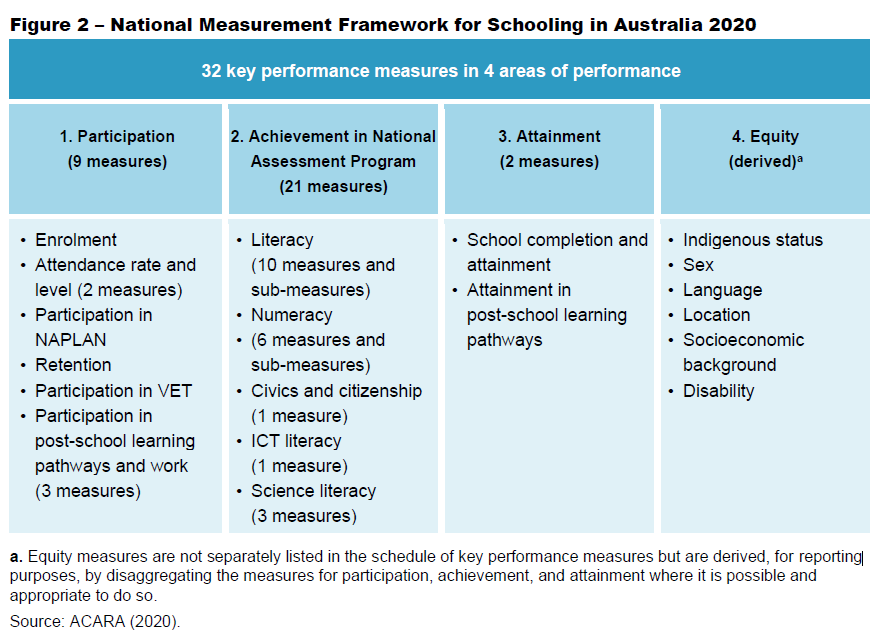 Figure 2 – National Measurement Framework for Schooling in Australia 2020
32 key performance measures in 4 areas of performance
1. Participation
(9 measures)
2. Achievement in National
Assessment Program
(21 measures)
3. Attainment
(2 measures)
4. Equity
(derived)a
• Enrolment
• Attendance rate and
level (2 measures)
• Participation in
NAPLAN
• Retention
• Participation in VET
• Participation in
post-school learning
pathways and work
(3 measures)
• Literacy
(10 measures and
sub-measures)
• Numeracy
• (6 measures and
sub-measures)
• Civics and citizenship
(1 measure)
• ICT literacy
(1 measure)
• Science literacy
(3 measures)
• School completion and
attainment
• Attainment in
post-school learning
pathways
• Indigenous status
• Sex
• Language
• Location
• Socioeconomic
background
• Disability
a. Equity measures are not separately listed in the schedule of key performance measures but are derived, for reporting
purposes, by disaggregating the measures for participation, achievement, and attainment where it is possible and
appropriate to do so.
Source: ACARA (2020).